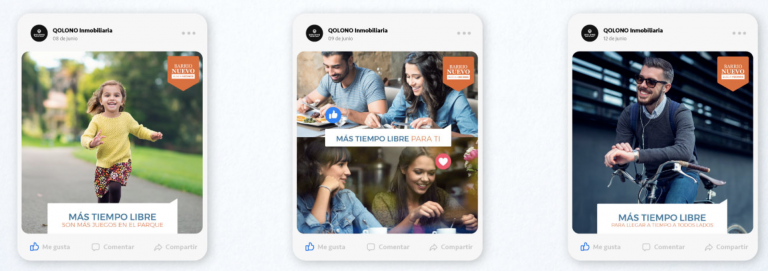 QOLONO Inmobiliaria
08 de junio
BARRIO
NUEVO
MÁS TIEMPO LIBRE
SON MÁS JUEGOS EN EL PARQUE
Me gusta
Comentar
Compartir
QOLONO Inmobiliaria
09 de junio
BARRIO
NUEVO
MÁS TIEMPO LIBRE PARA TI
Me gusta
Comentar
Compartir
QOLONO Inmobiliaria
12 de junio
BARRIO
NUEVO
MÁS TIEMPO LIBRE
PARA LLEGAR A TIEMPO A TODOS LADOS
Me gusta
Comentar
Compartir